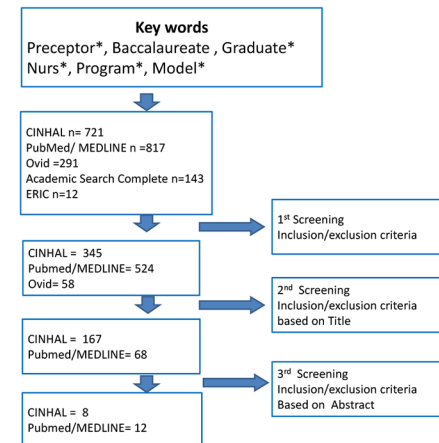 Key words
Preceptor*, Baccalaureate , Graduate*
Nurs*, Program*, Model*
CINHAL n= 721
PubMed/ MEDLINE n =817
Ovid =291
Academic Search Complete n=143
ERIC n=12
1st Screening
Inclusion/exclusion criteria
CINHAL = 345
Pubmed/MEDLINE= 524
Ovid= 58
2nd Screening
Inclusion/exclusion criteria
based on Title
CINHAL = 167
Pubmed/MEDLINE= 68
3rd Screening
Inclusion/exclusion criteria
Based on Abstract
CINHAL = 8
Pubmed/MEDLINE= 12